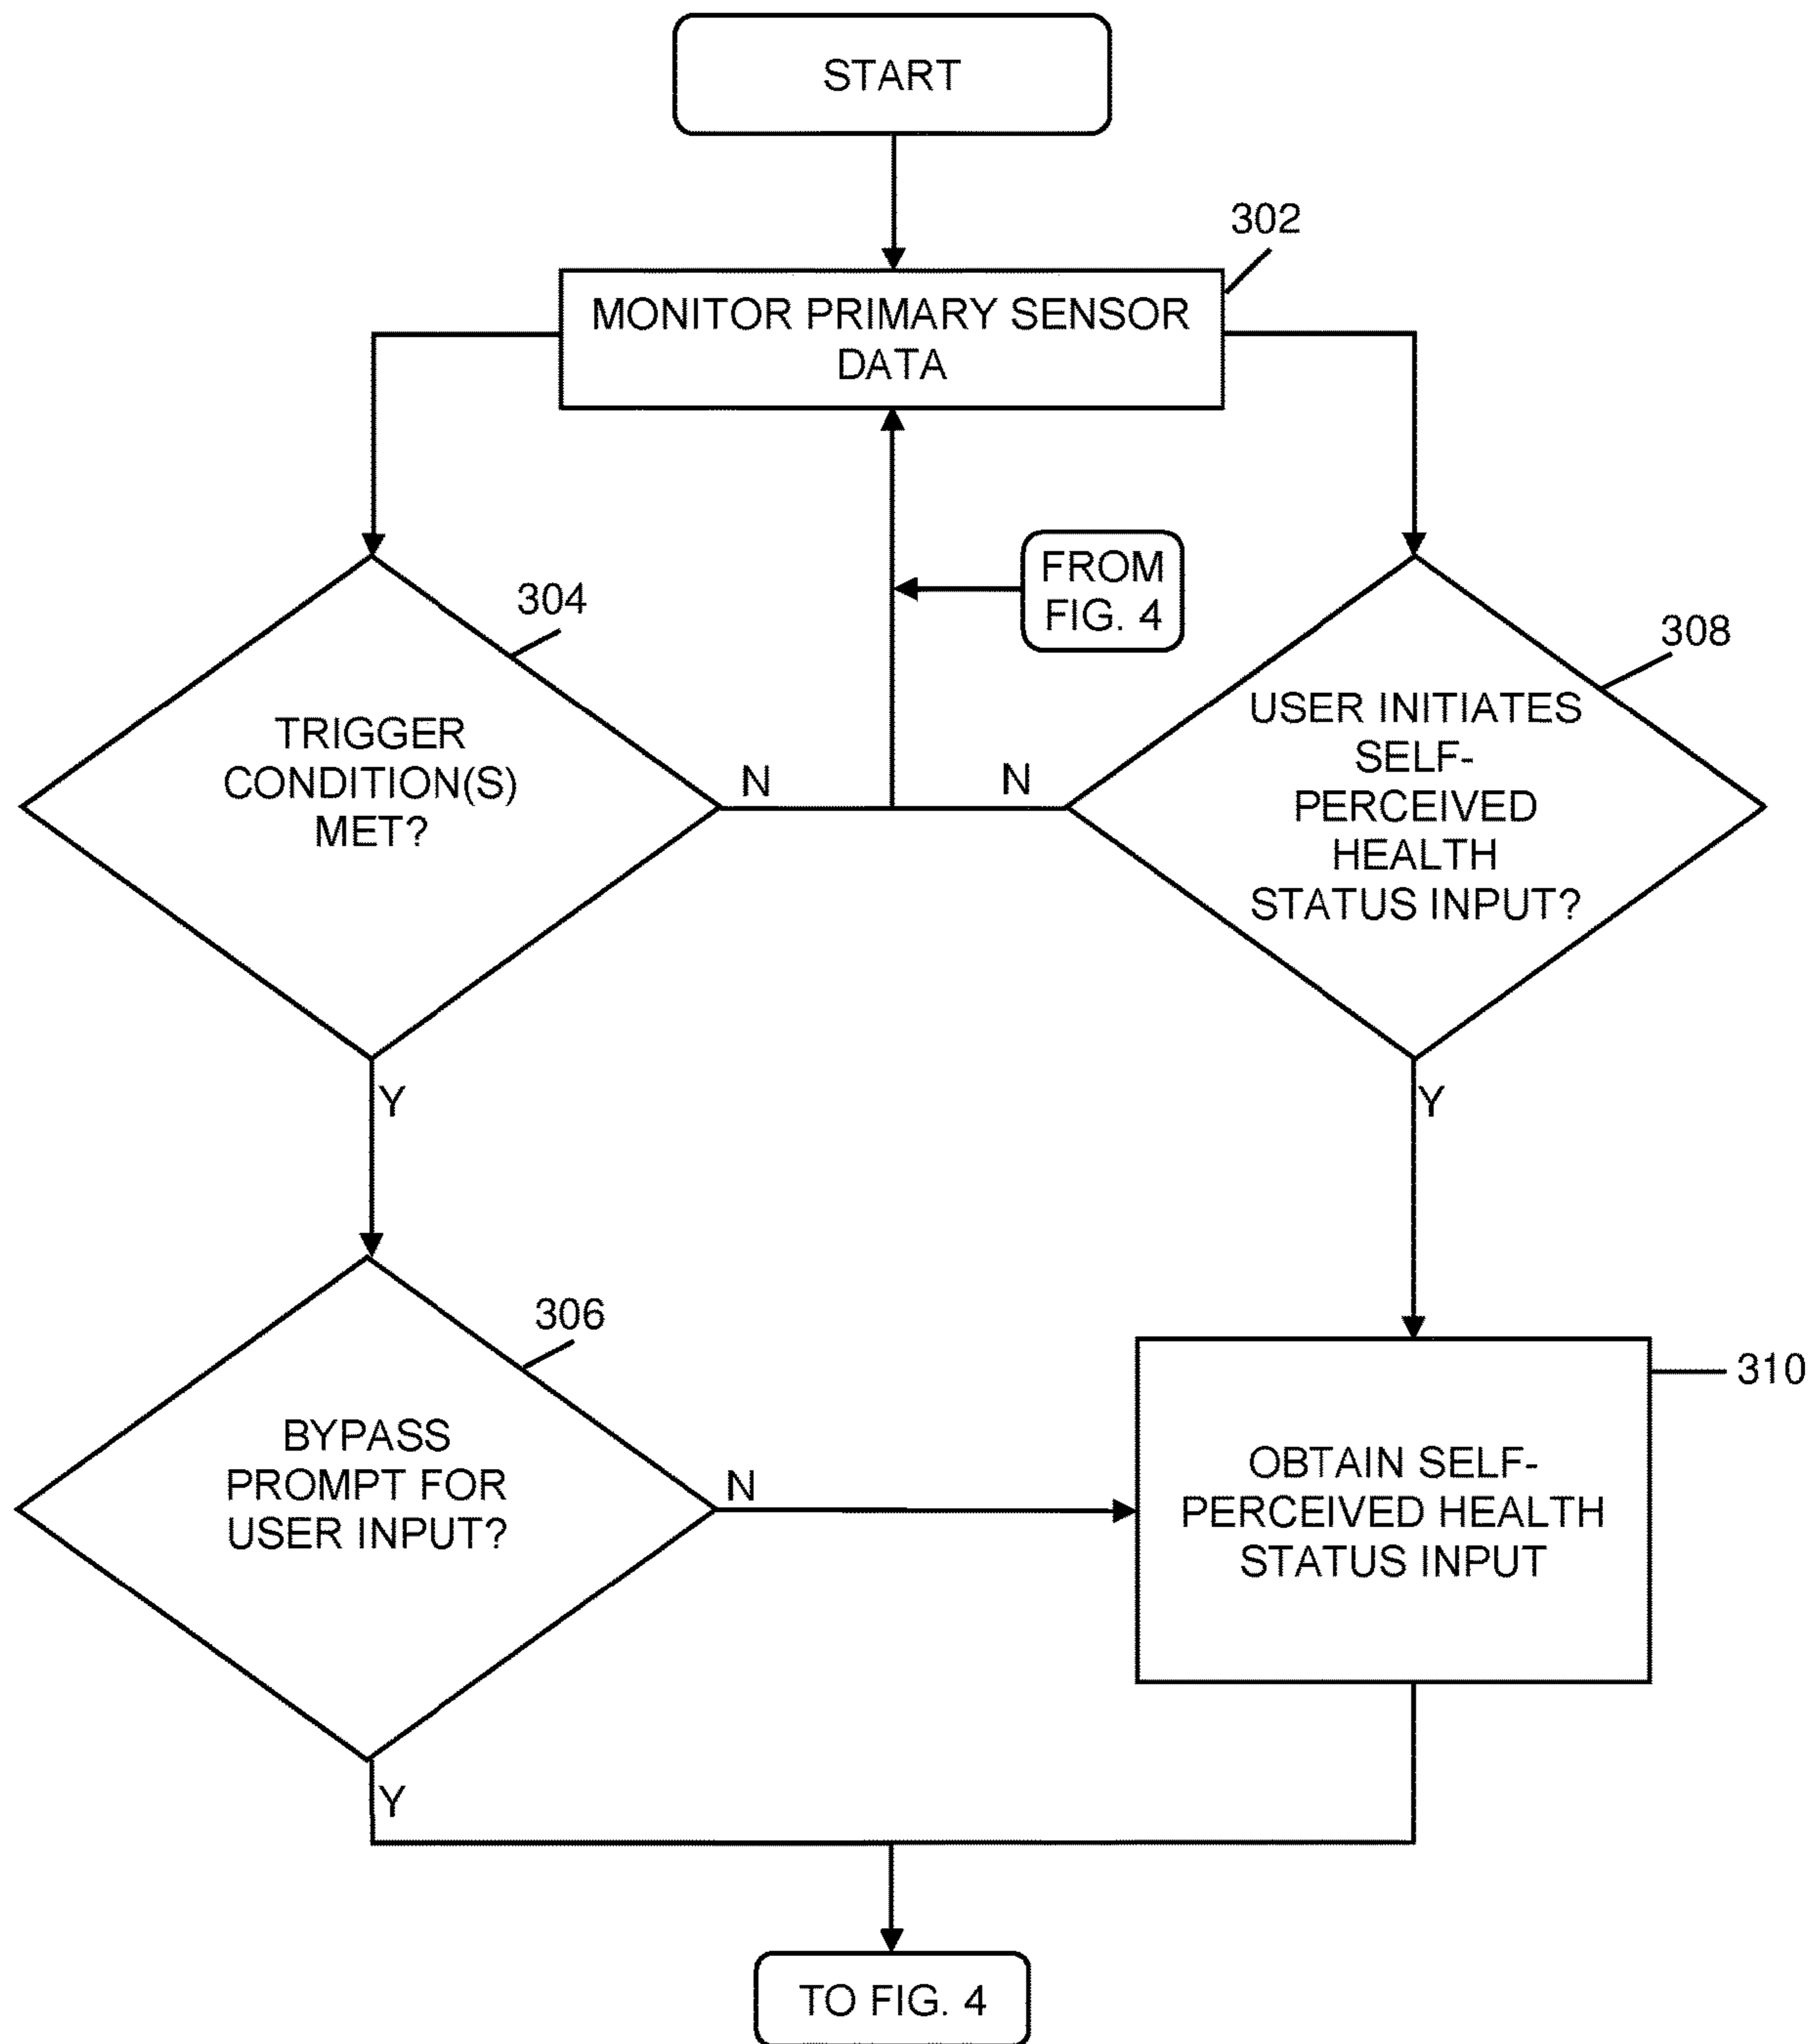 START
302
MONITOR PRIMARY SENSOR
DATA
FROM
FIG. 4
304
TRIGGER
CONDITION(S)
MET?
N
N
308
USER INITIATES
SELF-
PERCEIVED
HEALTH
STATUS INPUT?
Y
Y
306
BYPASS
PROMPT FOR
USER INPUT?
N
310
OBTAIN SELF-
PERCEIVED HEALTH
STATUS INPUT
Y
TO FIG. 4